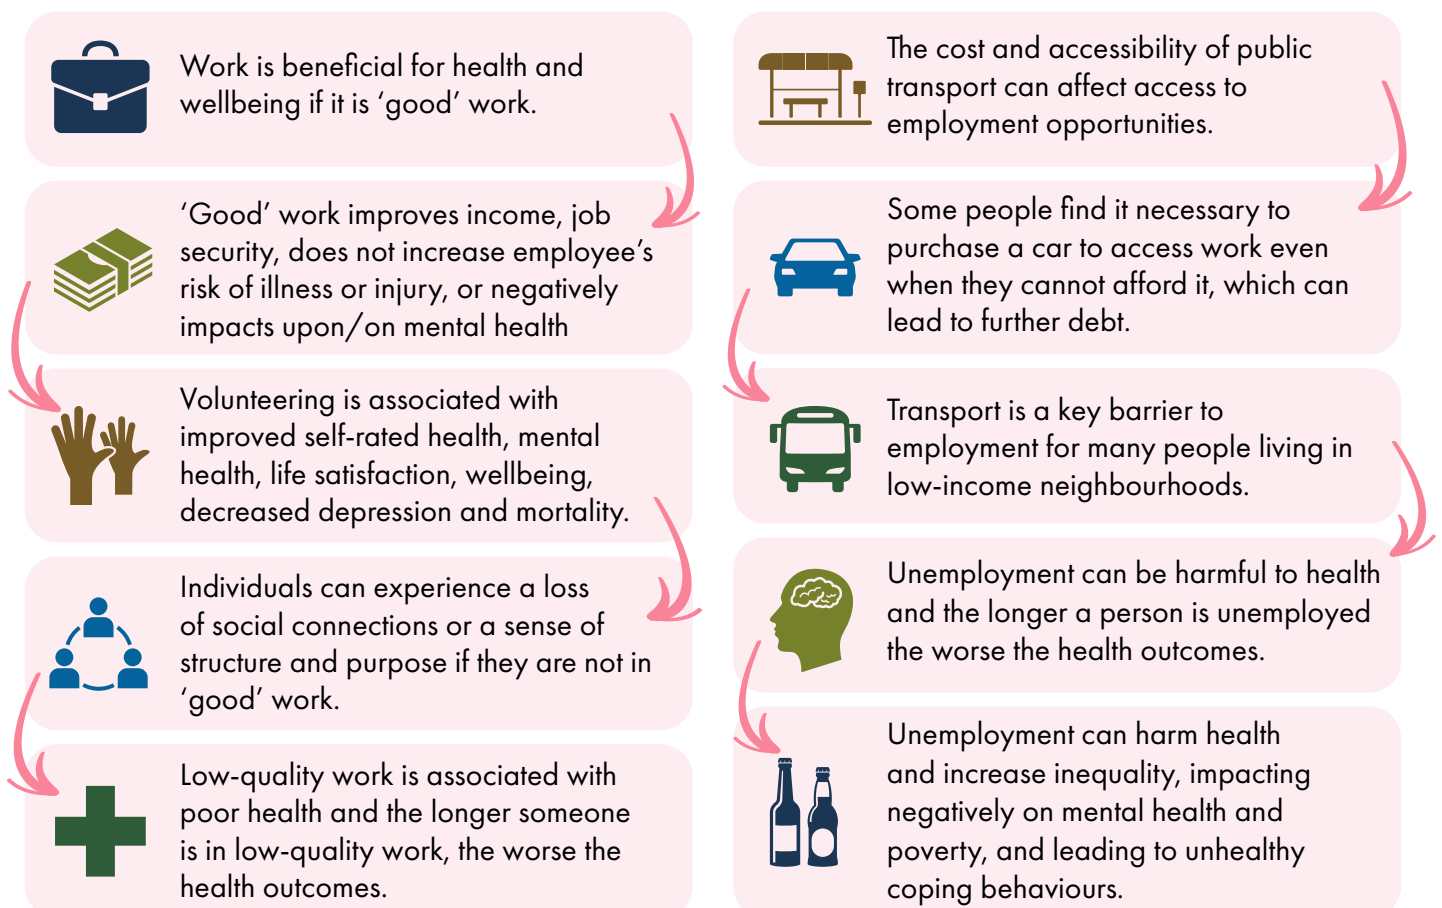 Work is beneficial for health and
wellbeing if it is ‘good’ work.
‘Good’ work improves income, job
security, does not increase employee’s
risk of illness or injury, or negatively
impacts upon/on mental health
Volunteering is associated with
improved self-rated health, mental
health, life satisfaction, wellbeing,
decreased depression and mortality.
Individuals can experience a loss
of social connections or a sense of
structure and purpose if they are not in
‘good’ work.
Low-quality work is associated with
poor health and the longer someone
is in low-quality work, the worse the
health outcomes.
The cost and accessibility of public
transport can affect access to
employment opportunities.
Some people find it necessary to
purchase a car to access work even
when they cannot afford it, which can
lead to further debt.
Transport is a key barrier to
employment for many people living in
low-income neighbourhoods.
Unemployment can be harmful to health
and the longer a person is unemployed
the worse the health outcomes.
Unemployment can harm health
and increase inequality, impacting
negatively on mental health and
poverty, and leading to unhealthy
coping behaviours.